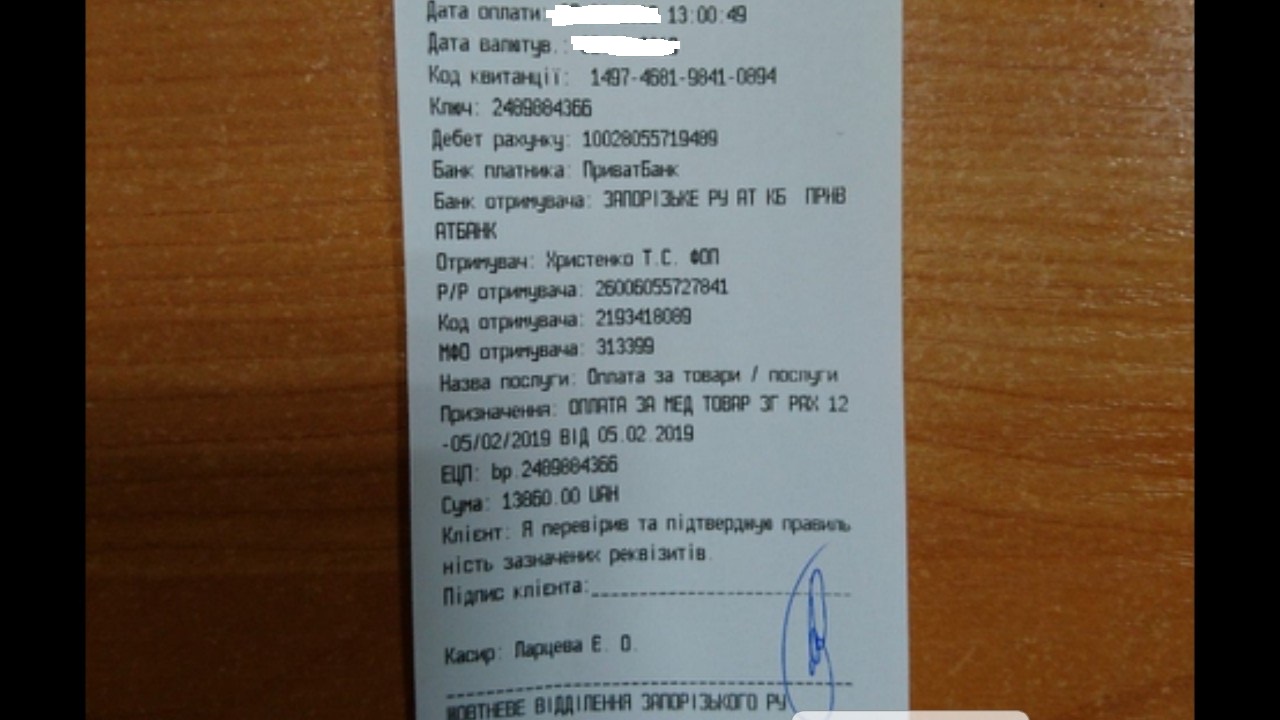 Дата оплати: 13:00:49
Дата валютув.:
Код квитанції: 1497-4681-9841-0894
Ключ: 2489884366
Дебет рахунку: 10028055719489
Банк платника: ПриватБанк
Банк отримувача: ЗАПОРІЗЬКЕ РУ АТ КБ ПРИВ
АТБАНК
Отримувач: Христенко Т.С. ФОП
Р/Р отримувача: 26006055727841
Код отримувача: 2193418089
МФО отримувача: 313399
Назва послуги: Оплата за товари / послуги
Призначення: ОПЛАТА ЗА МЕД ТОВАР ЗГ РАХ 12
-05/02/2019 ВІД 05.02.2019
ЕЦП: bp.2489884366
Сума: 13860.00 UAH
Клієнт: Я перевірив та підтверджую правиль
ність зазначених реквізитів.
Підпис клієнта:
Касир: Ларцева Є. О.
ЖОВТНЕВЕ ВІДДІЛЕННЯ ЗАПОРІЗЬКОГО РУ